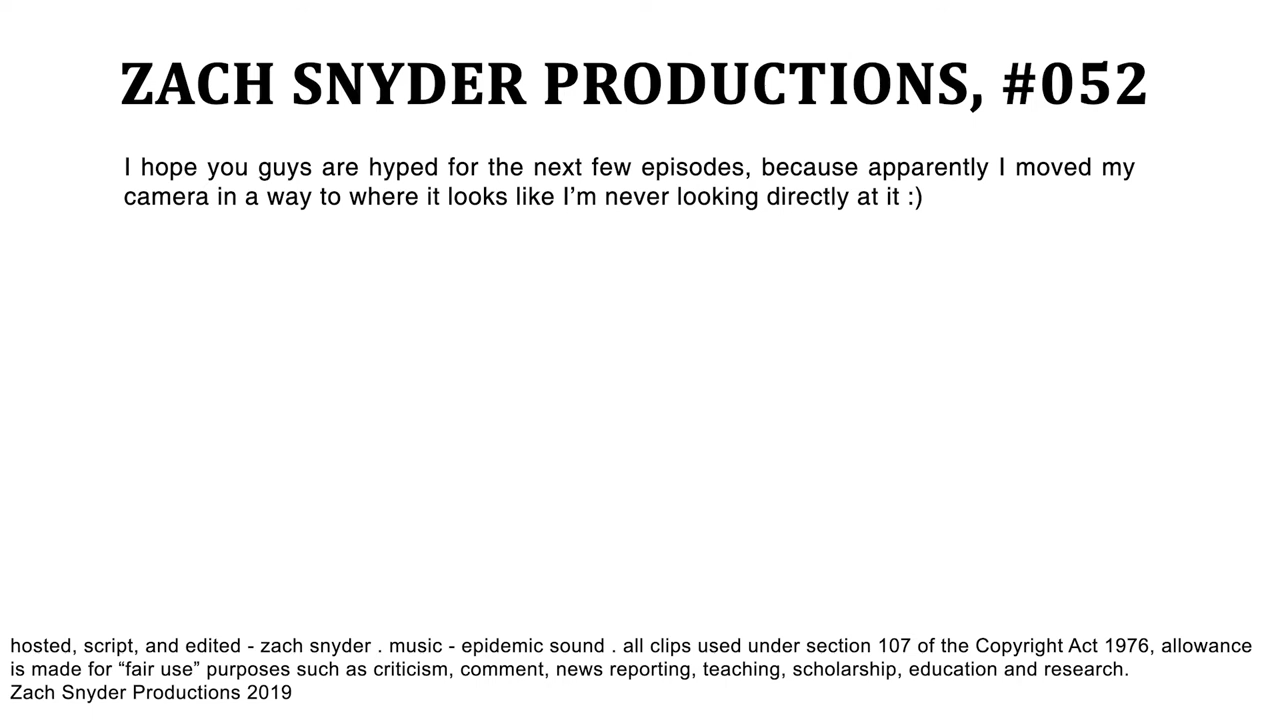 ZACH SNYDER PRODUCTIONS, #052
I hope you guys are hyped for the next few episodes, because apparently I moved my
camera in a way to where it looks like I’m never looking directly at it :)
hosted, script, and edited - zach snyder . music - epidemic sound . all clips used under section 107 of the Copyright Act 1976, allowance
is made for “fair use” purposes such as criticism, comment, news reporting, teaching, scholarship, education and research.
Zach Snyder Productions 2019